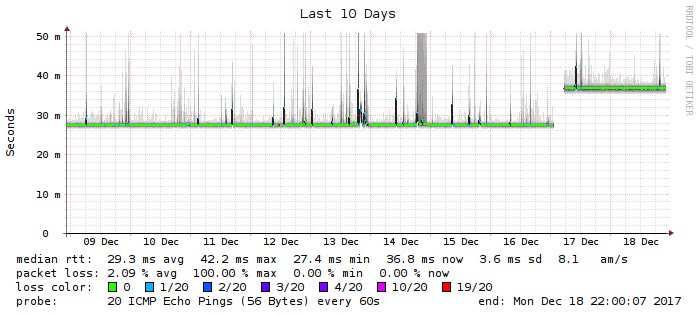 Last 10 Days
RRDTOOL / TOBI OETIKER
Seconds
50 m
40 m
30 m
20 m
10 m
0
09 Dec 10 Dec 11 Dec 12 Dec 13 Dec 14 Dec 15 Dec 16 Dec 17 Dec 18 Dec
median rtt: 29.3 ms avg 42.2 ms max 27.4 ms min 36.8 ms now 3.6 ms sd 8.1 am/s
packet loss: 2.09 % avg 100.00 % max 0.00 % min 0.00 % now
loss color: 0 1/20 2/20 3/20 4/20 10/20 19/20
probe: 20 ICMP Echo Pings (56 Bytes) every 60s end: Mon Dec 18 22:00:07 2017